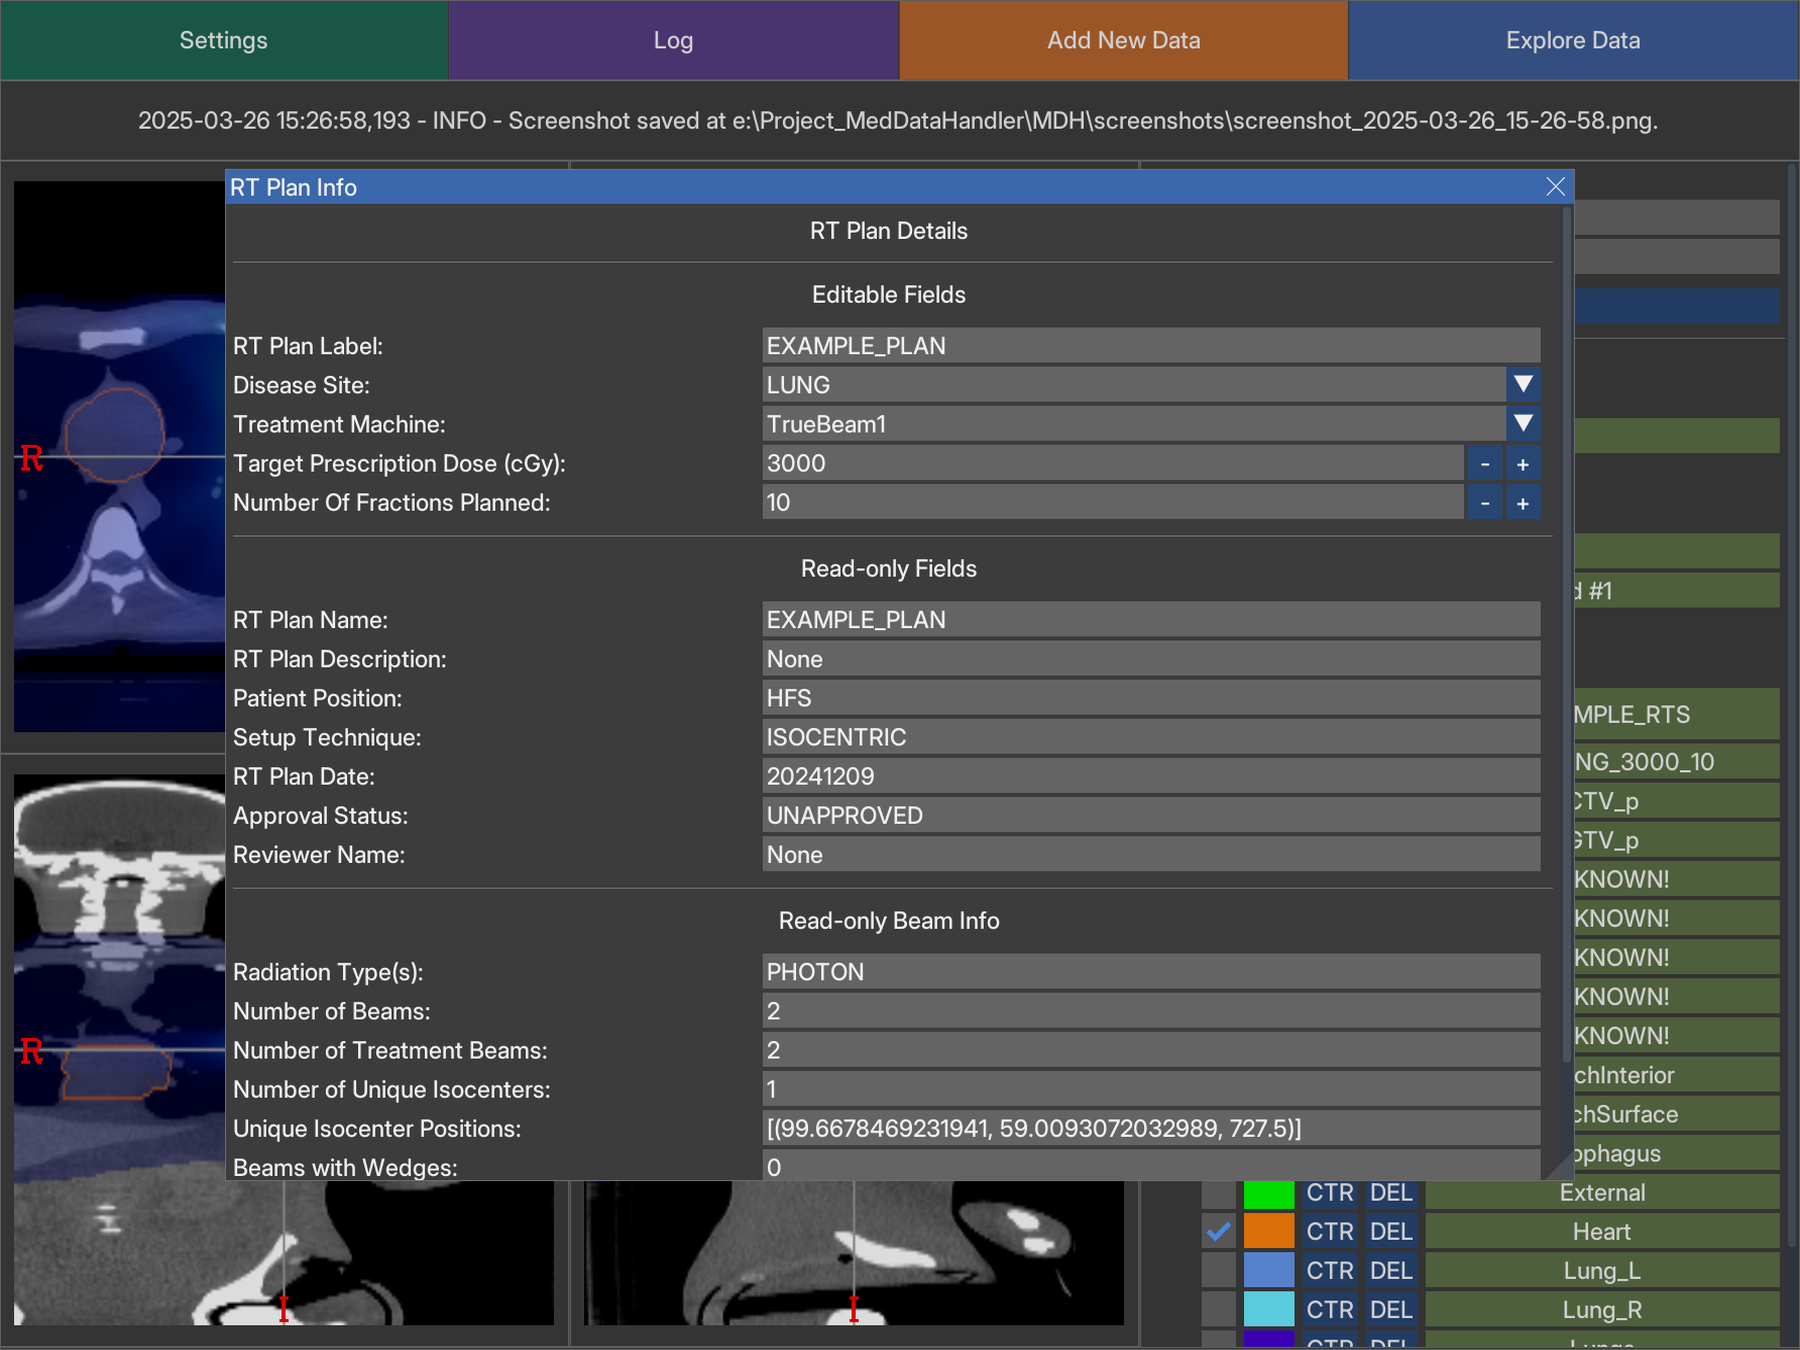 Settings
Log
Add New Data
Explore Data
2025-03-26 15:26:58,193 - INFO - Screenshot saved at e:\Project_MedDataHandler\MDH\screenshots\screenshot_2025-03-26_15-26-58.png.
RT Plan Info
RT Plan Details
Editable Fields
RT Plan Label: EXAMPLE_PLAN
Disease Site: LUNG
Treatment Machine: TrueBeam1
Target Prescription Dose (cGy): 3000 - +
Number Of Fractions Planned: 10 - +
Read-only Fields
RT Plan Name: EXAMPLE_PLAN
RT Plan Description: None
Patient Position: HFS
Setup Technique: ISOCENTRIC
RT Plan Date: 20241209
Approval Status: UNAPPROVED
Reviewer Name: None
Read-only Beam Info
Radiation Type(s): PHOTON
Number of Beams: 2
Number of Treatment Beams: 2
Number of Unique Isocenters: 1
Unique Isocenter Positions: [(99.6678469231941, 59.0093072032989, 727.5)]
Beams with Wedges: 0
R
R
I
I
#1
MPLE_RTS
NG_3000_10
CTV_p
GTV_p
KNOWN!
KNOWN!
KNOWN!
KNOWN!
KNOWN!
chInterior
chSurface
ophagus
CTR DEL External
CTR DEL Heart
CTR DEL Lung_L
CTR DEL Lung_R
CTR DEL